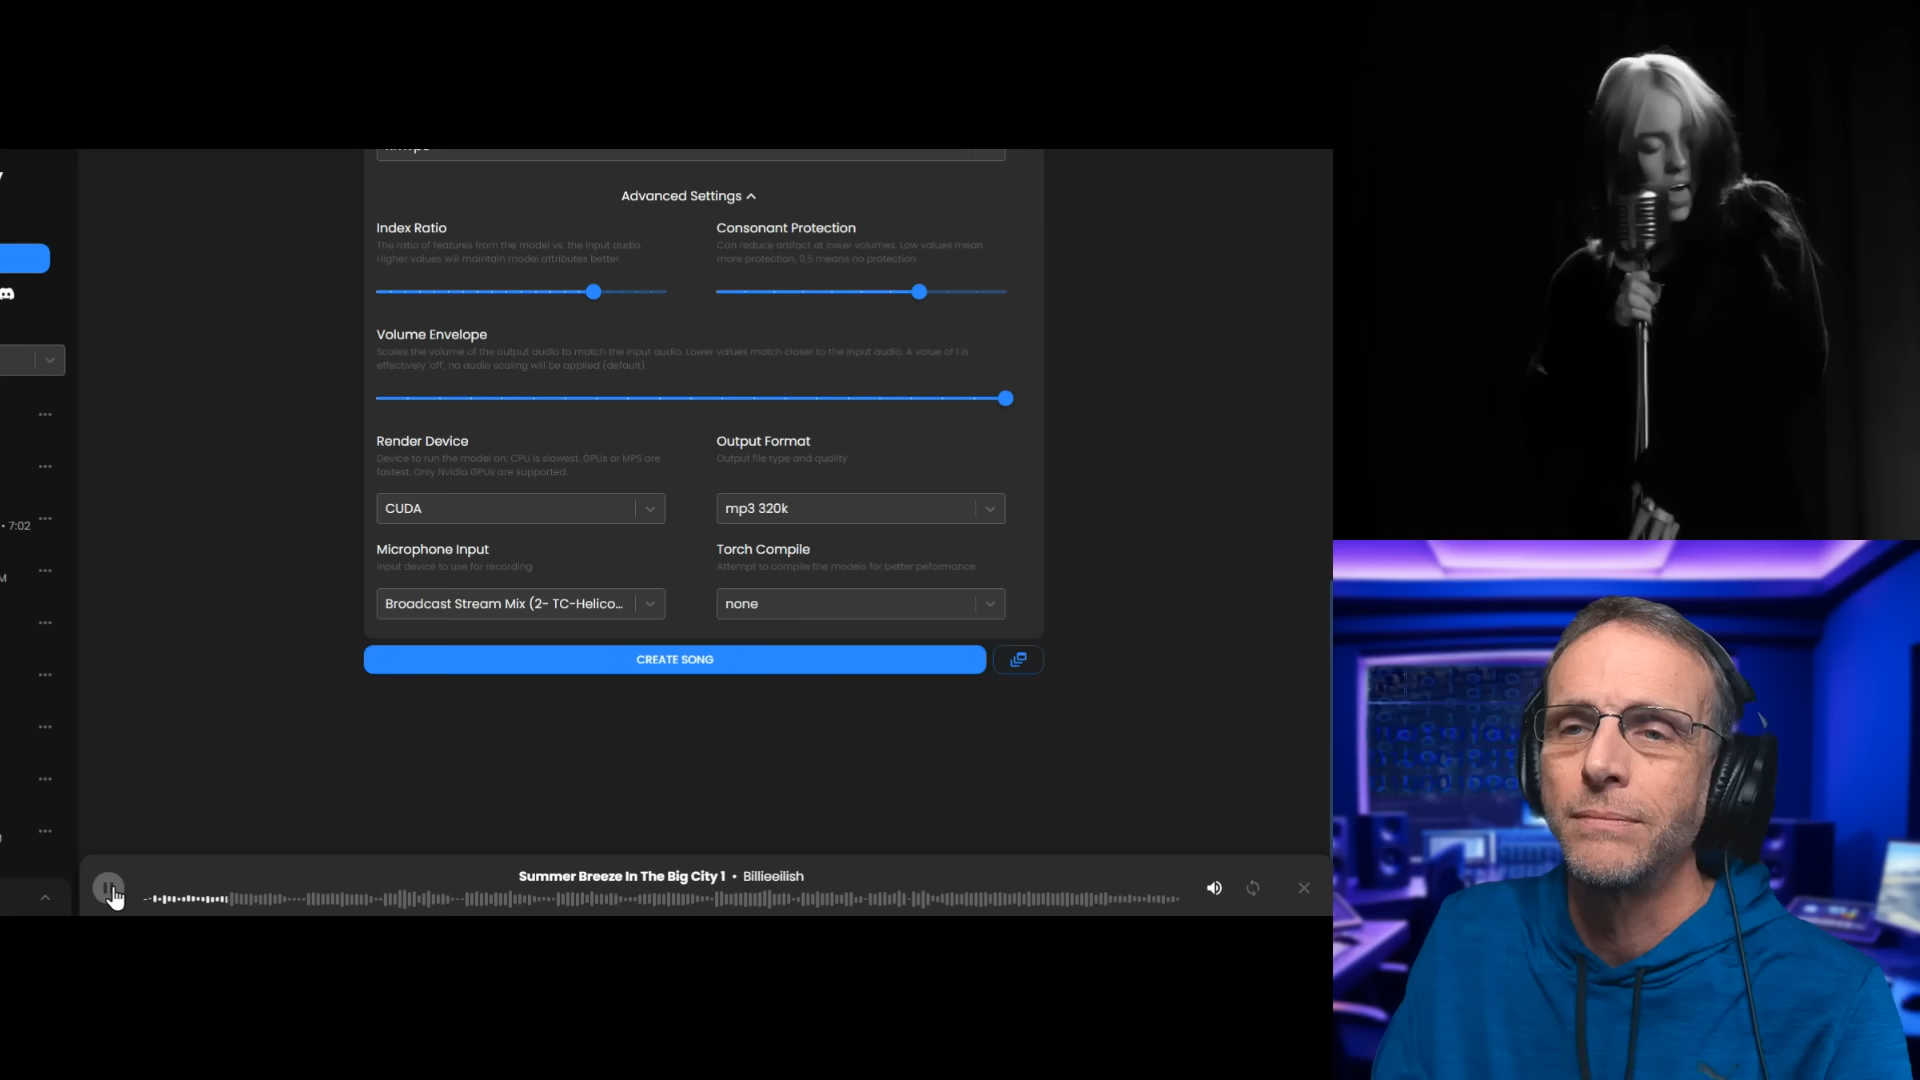 Advanced Settings
Index Ratio
The ratio of features from the model vs. the input audio.
Higher values will maintain model attributes better.
Consonant Protection
Can reduce artifact at lower volumes. Low values mean
more protection, 0.5 means no protection.
Volume Envelope
Scales the volume of the output audio to match the input audio. Lower values match closer to the input audio. A value of 1 is
effectively 'off', no audio scaling will be applied (default).
Render Device
Device to run the model on. CPU is slowest. GPUs or MPS are
fastest. Only Nvidia GPUs are supported.
Output Format
Output file type and quality
CUDA
mp3 320k
Microphone Input
Input device to use for recording
Torch Compile
Attempt to compile the models for better peformance
Broadcast Stream Mix (2- TC-Helico...
none
CREATE SONG
• 7:02
M
Summer Breeze In The Big City 1 • Billieeilish